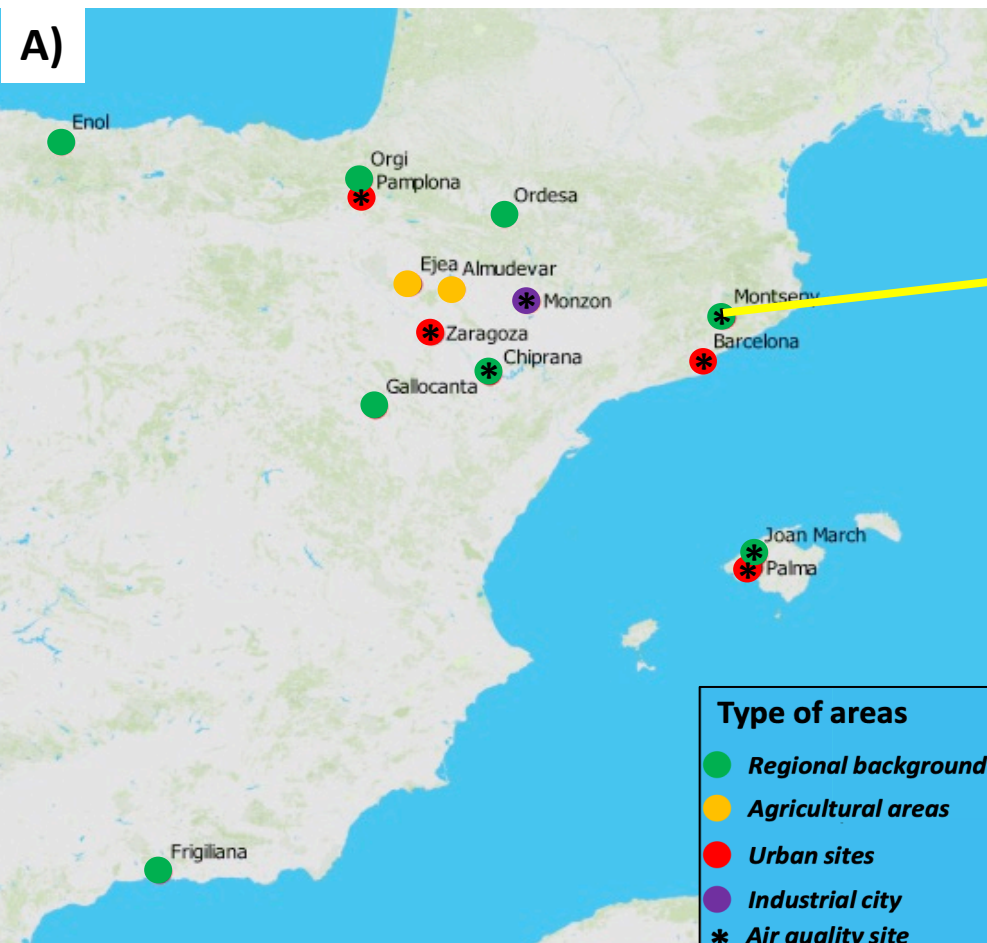 A)
Enol
Orgi
Pamplona
Ordesa
Ejea
Almudevar
Monzon
Montseny
Zaragoza
Barcelona
Chiprana
Gallocanta
Joan March
Palma
Type of areas
Regional background
Agricultural areas
Urban sites
Industrial city
* Air quality site
Frigiliana